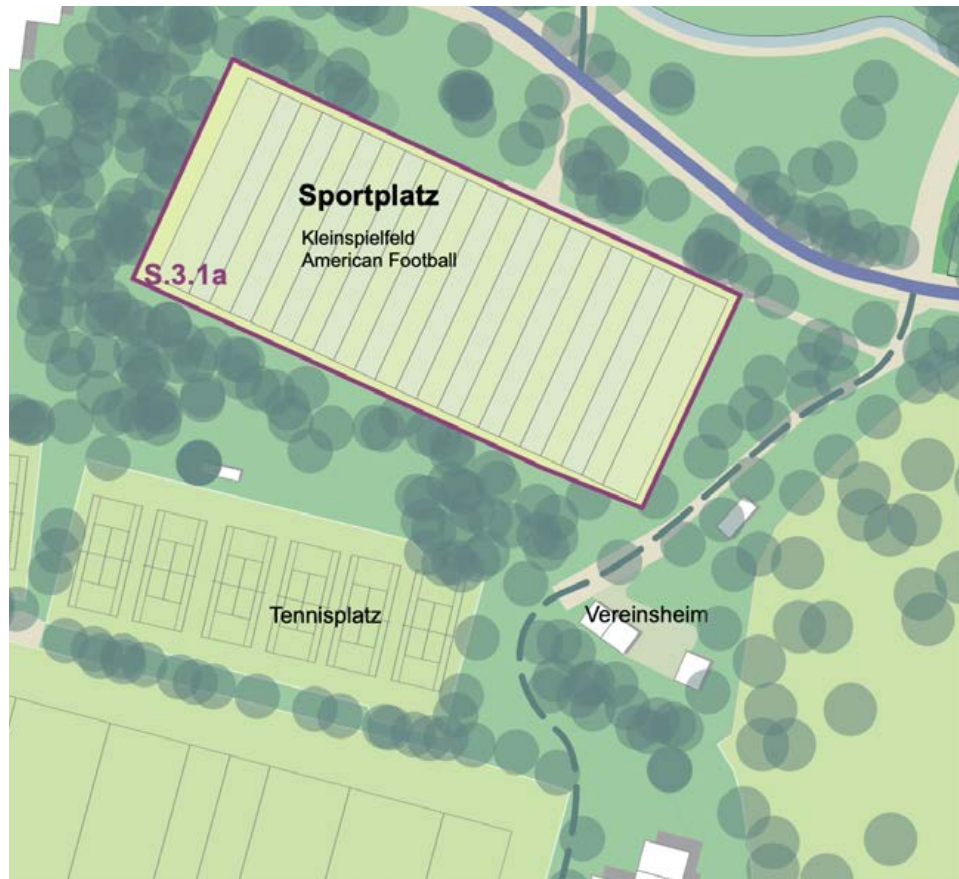 Sportplatz
Kleinspielfeld
American Football
S.3.1a
Tennisplatz
Vereinsheim